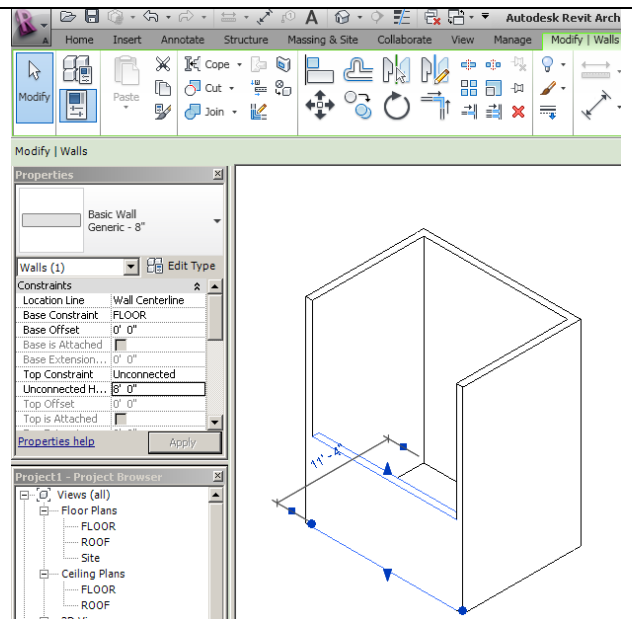 Autodesk Revit Arch
Home Insert Annotate Structure Massing & Site Collaborate View Manage Modify | Walls
Modify
Paste
Cope
Cut
Join
Modify | Walls
Properties
Basic Wall
Generic - 8"
Walls (1) Edit Type
Constraints
Location Line Wall Centerline
Base Constraint FLOOR
Base Offset 0' 0"
Base is Attached
Base Extension... 0' 0"
Top Constraint Unconnected
Unconnected H... 8' 0"
Top Offset 0' 0"
Top is Attached
Properties help Apply
11' - 4"
Project1 - Project Browser
Views (all)
Floor Plans
FLOOR
ROOF
Site
Ceiling Plans
FLOOR
ROOF